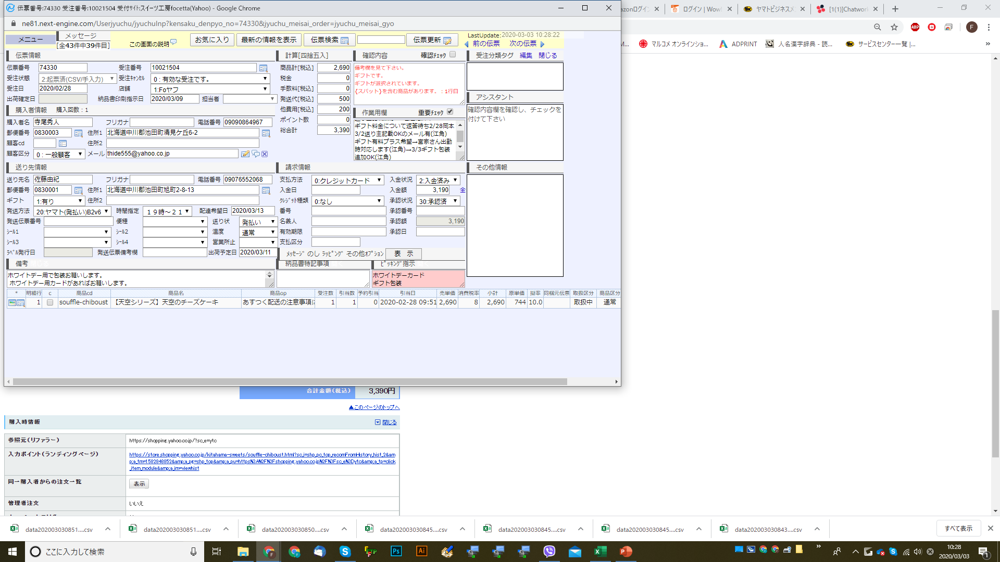 伝票番号:74330 受注番号:10021504 受付サイト:スイーツ工房focetta(Yahoo) - Google Chrome
ne81.next-engine.com/Userjyuchu/jyuchuInp?kensaku_denpyo_no=74330&jyuchu_meisai_order=jyuchu_meisai_gyo
azonログイン
ログイン | Wow!
ヤマトビジネスメ
[1(1)]Chatwor
マルコメ オンラインショ...
ADPRINT
人名漢字辞典 - 読...
サービスセンター一覧 |...
メニュー
メッセージ
[全43件中39件目]
この画面の説明
お気に入り
最新の情報を表示
伝票検索
伝票更新
LastUpdate:2020-03-03 10:28:22
前の伝票 次の伝票
伝票情報
伝票番号 74330 受注番号 10021504
受注状態 2:起票済(CSV/手入力) 受注ｷｬﾝｾﾙ 0 : 有効な受注です。
受注日 2020/02/28 店舗 1:Foヤフ
出荷確定日 納品書印刷指示日 2020/03/09 担当者
購入者情報 購入回数 : 1
購入者名 寺尾秀人 フリガナ 電話番号 09090864967
郵便番号 0830003 住所1 北海道中川郡池田町清見ケ丘6-2
顧客cd 住所2
顧客区分 0 : 一般顧客 メール thide555@yahoo.co.jp
計算[四捨五入]
商品計[税込] 2,690
税金 0
手数料[税込] 0
発送代[税込] 500
他費用[税込] 200
ポイント数 0
総合計 3,390
確認内容 確認ﾁｪｯｸ
備考欄を見て下さい。
ギフトです。
ギフトが選択されています。
{スパット}を含む商品があります。 : 1行目
作業用欄 重要ﾁｪｯｸ
ギフト料金について返答待ち2/28岡本
3/2送り主記載OKのメール有(江角)
ギフト有料プラス希望→宮家さん出勤
時対応します(江角)→3/3ギフト包装
追加OK(江角)
受注分類タグ 編集 閉じる
アシスタント
確認内容欄を確認し、チェックを
付けて下さい
その他情報
送り先情報
送り先名 佐藤由紀 フリガナ 電話番号 09076552068
郵便番号 0830001 住所1 北海道中川郡池田町旭町2-8-13
ギフト 1:有り 住所2
発送方法 20:ヤマト(発払い)B2v6 時間指定 １９時～２１ 配達希望日 2020/03/13
発送伝票番号 便種 送り状 発払い
ｼｰﾙ1 ｼｰﾙ2 温度 通常
ｼｰﾙ3 ｼｰﾙ4 営業所止
ﾗﾍﾞﾙ発行日 発送伝票備考欄 出荷予定日 2020/03/11
請求情報
支払方法 0:クレジットカード 入金状況 2:入金済み
入金日 入金額 3,190 全
ｸﾚｼﾞｯﾄ種類 0:なし 承認状況 30:承認済
番号 承認番号
名義人 承認額 3,190
有効期限 承認日
支払区分
ﾒｯｾｰｼﾞ のし ﾗｯﾋﾟﾝｸﾞ その他ｵﾌﾟｼｮﾝ 表 示
備考
ホワイトデー用で包装お願いします。
ホワイトデー用カードがあればお願いします。
納品書特記事項
ﾋﾟｯｷﾝｸﾞ指示
ホワイトデーカード
ギフト包装
* 明細行 c 商品cd 商品名 商品op 受注数 引当数 予約引当 引当日 売単価 消費税率 小計 原単価 掛率 同梱元伝票 取扱区分 商品区分
1 souffle-chiboust 【天空シリーズ】天空のチーズケーキ あすつく配送の注意事項に 1 1 0 2020-02-28 09:51 2,690 8 2,690 744 10.0 取扱中 通常
合計金額(税込) 3,390円
▲このページのトップへ
購入時情報 閉じる
参照元(リファラー) https://shopping.yahoo.co.jp/?sc_e=ytc
入力ポイント(ランディングページ) https://store.shopping.yahoo.co.jp/kitahama-sweets/souffle-chiboust.html?sc_i=shp_pc_top_recomFromHistory_hist_2&am
p;a_tm=1582848852&amp;a_pg=shp_top&amp;a_pu=https%3A%2F%2Fshopping.yahoo.co.jp%2F%3Fsc_e%3Dytc&amp;a_tp=click
_item_module&amp;a_im=viewhist
同一購入者からの注文一覧 表示
管理者注文 いいえ
data202003030851....csv
data202003030851....csv
data202003030850....csv
data202003030845....csv
data202003030845....csv
data202003030845....csv
data202003030843....csv
すべて表示
ここに入力して検索
10:28
2020/03/03